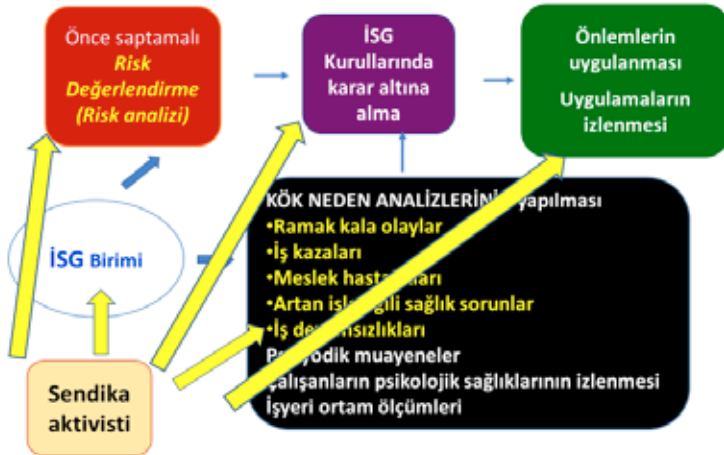 Önce saptamalı
Risk
Değerlendirme
(Risk analizi)
İSG
Kurullarında
karar altına
alma
Önlemlerin
uygulanması
Uygulamaların
izlenmesi
İSG Birimi
KÖK NEDEN ANALİZLERİNİN yapılması
•Ramak kala olaylar
•İş kazaları
•Meslek hastalıkları
•Artan işle ilgili sağlık sorunlar
•İş devamsızlıkları
Periyodik muayeneler
Çalışanların psikolojik sağlıklarının izlenmesi
İşyeri ortam ölçümleri
Sendika
aktivisti